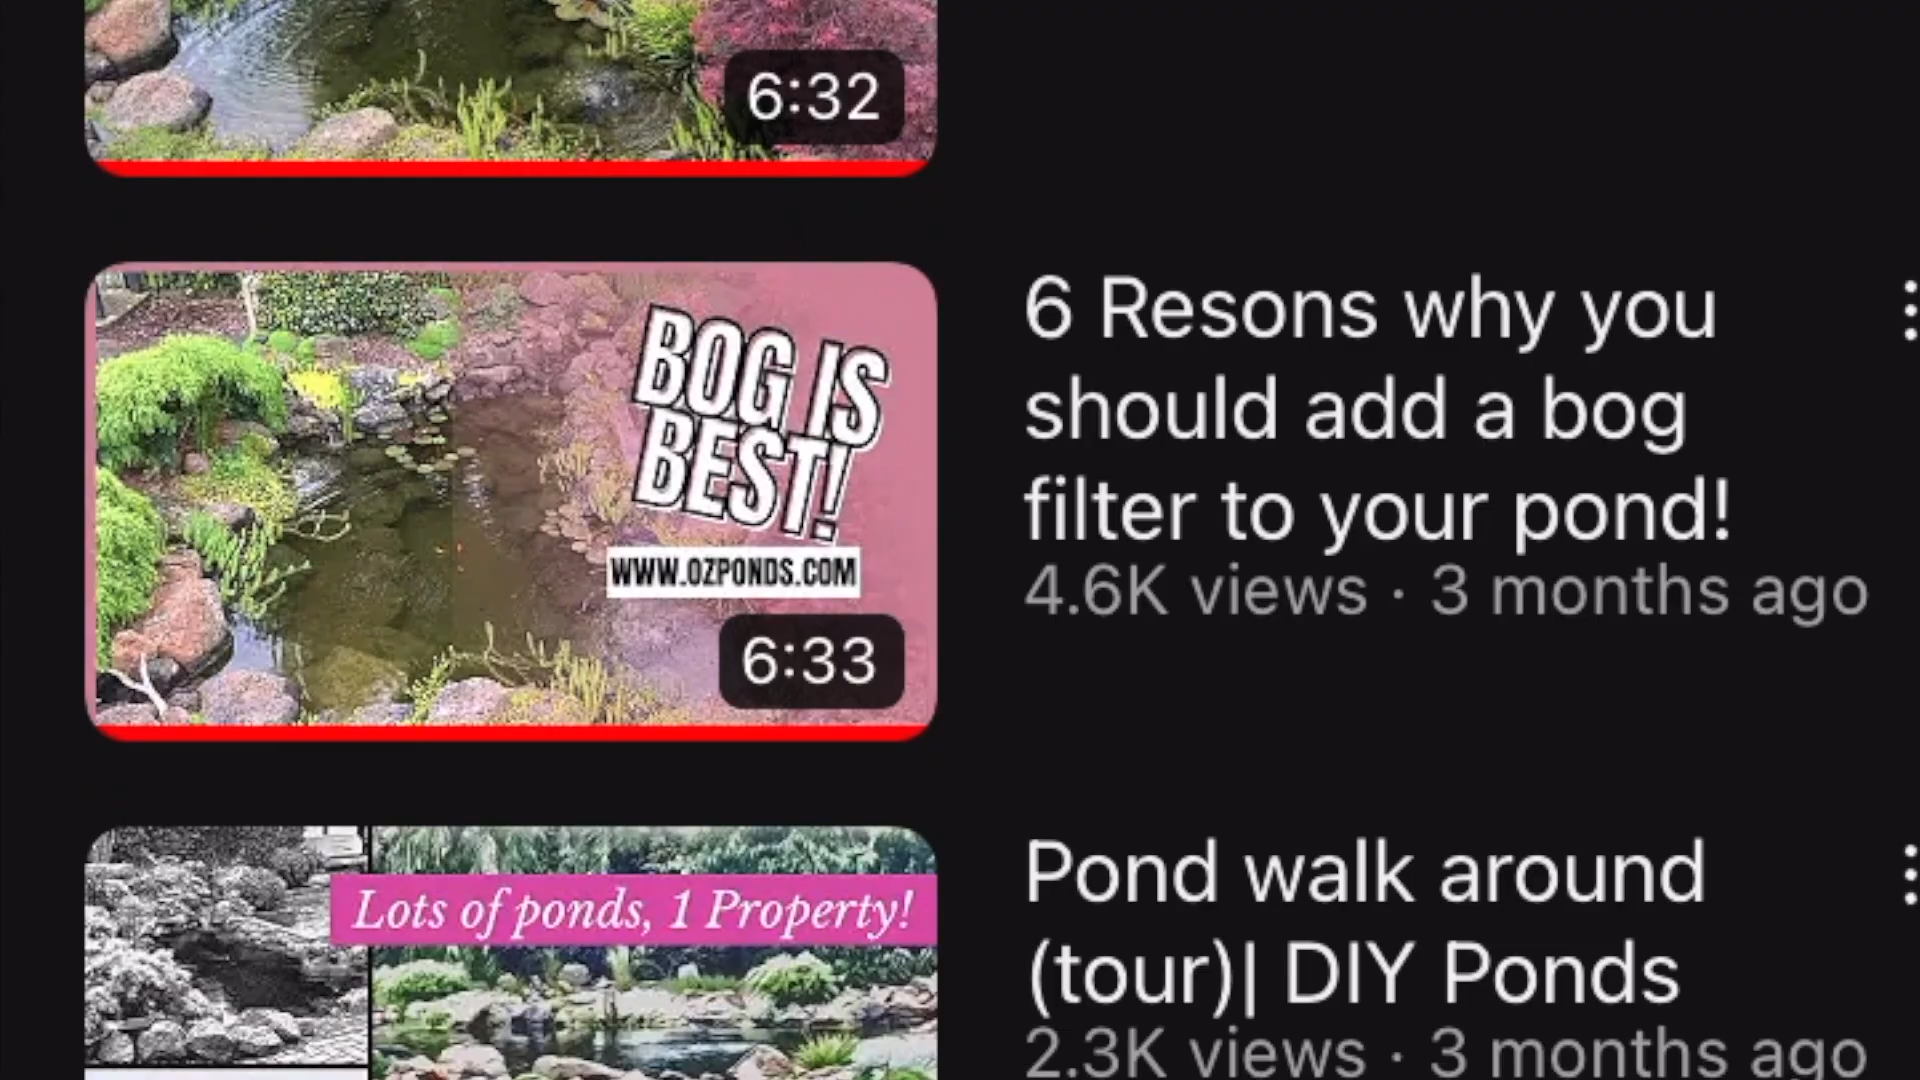 6:32
BOG IS
BEST!
WWW.OZPONDS.COM
6:33
6 Resons why you
should add a bog
filter to your pond!
4.6K views · 3 months ago
Lots of ponds, 1 Property!
Pond walk around
(tour)| DIY Ponds
2.3K views · 3 months ago